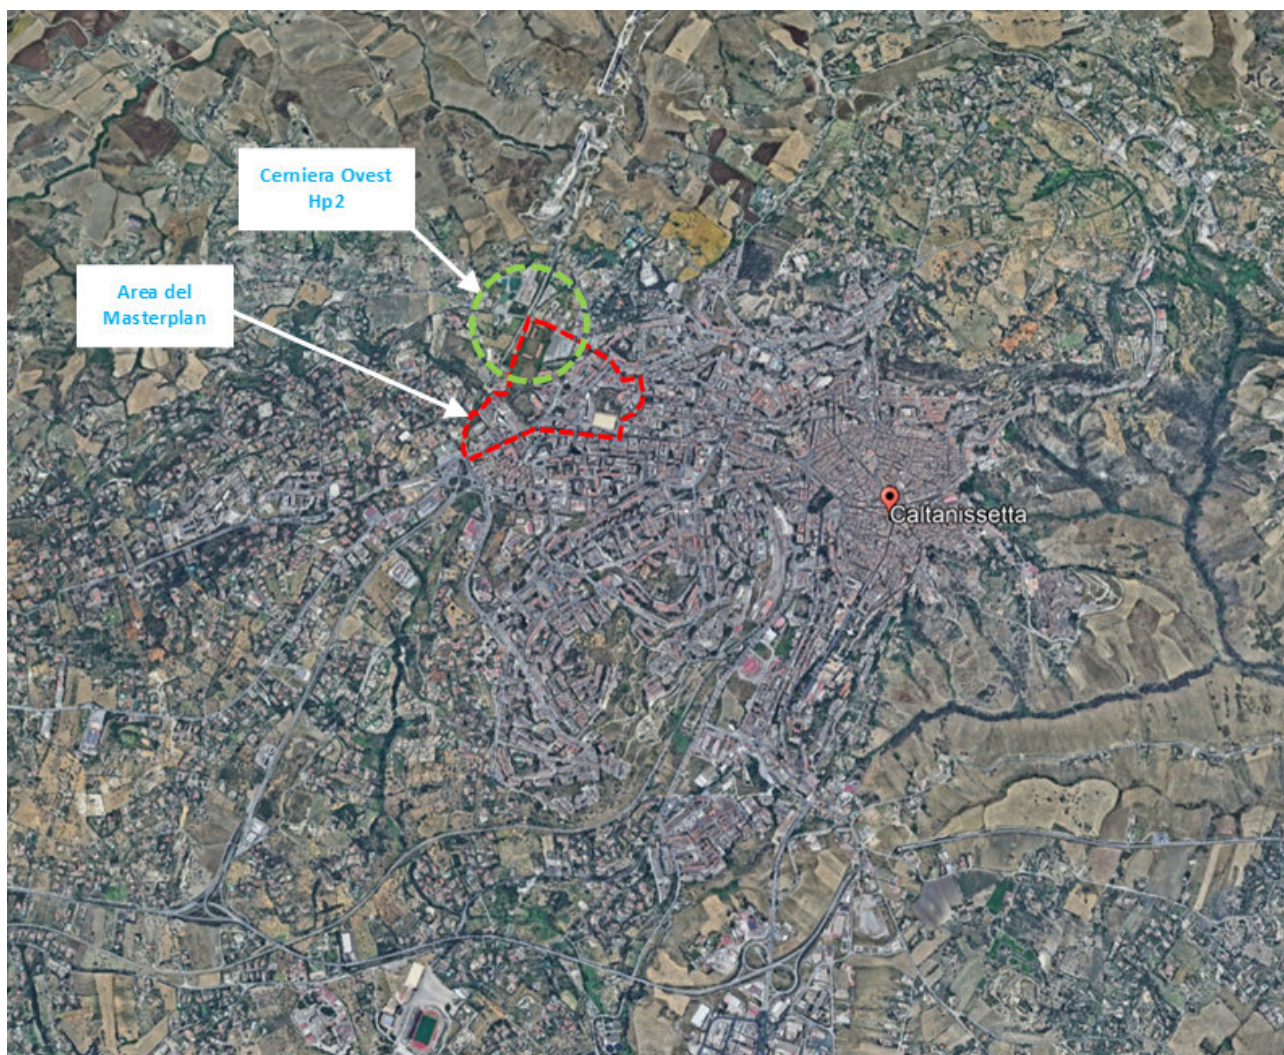 Cerniera Ovest
Hp2
Area del
Masterplan
Caltanissetta